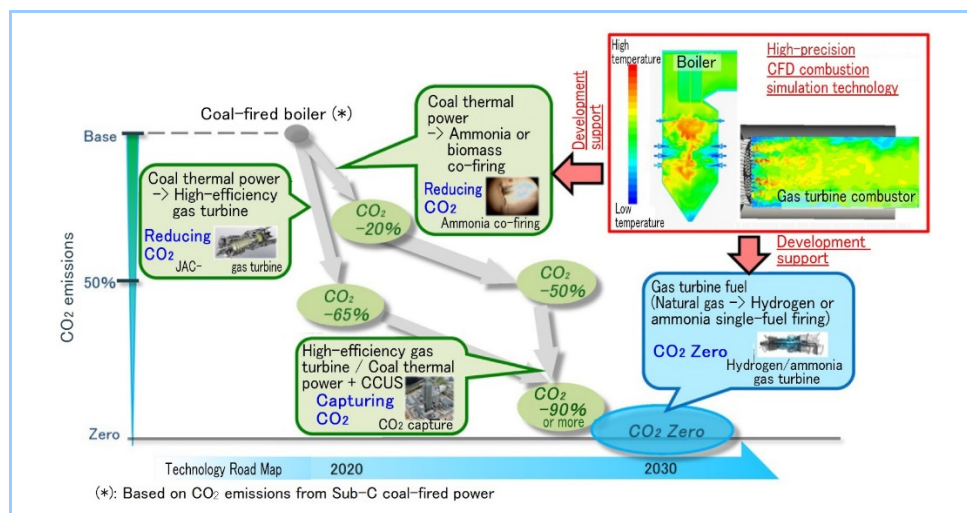 High
temperature
Boiler
High-precision
CFD combustion
simulation technology
Low
temperature
Gas turbine combustor
Development
support
Development
support
Coal-fired boiler (*)
Coal thermal
power
-> Ammonia or
biomass
co-firing
Reducing
CO₂
Ammonia co-firing
Coal thermal power
-> High-efficiency
gas turbine
Reducing
CO₂
JAC-
gas turbine
CO₂ emissions
Base
50%
Zero
CO₂
-20%
CO₂
-50%
CO₂
-65%
CO₂
-90%
or more
High-efficiency gas
turbine / Coal thermal
power + CCUS
Capturing
CO₂
CO₂ capture
Gas turbine fuel
(Natural gas -> Hydrogen or
ammonia single-fuel firing)
CO₂ Zero
Hydrogen/ammonia
gas turbine
CO₂ Zero
Technology Road Map
2020
2030
(*): Based on CO₂ emissions from Sub-C coal-fired power